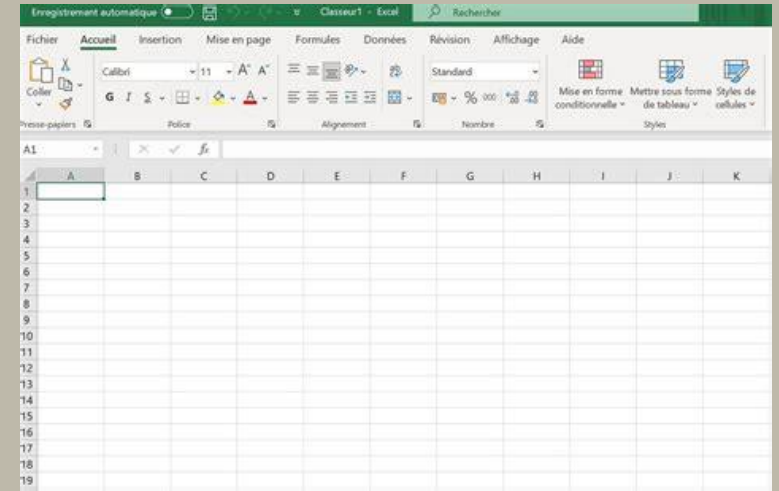 Enregistrement automatique Classeur1 - Excel Rechercher
Fichier Accueil Insertion Mise en page Formules Données Révision Affichage Aide
Coller Calibri 11 A^ Aˇ Standard Mise en forme Mettre sous forme Styles de
conditionnelle de tableau cellules
G I S A % 000
Presse-papiers Police Alignement Nombre Styles
A1 fx
A B C D E F G H I J K
1
2
3
4
5
6
7
8
9
10
11
12
13
14
15
16
17
18
19